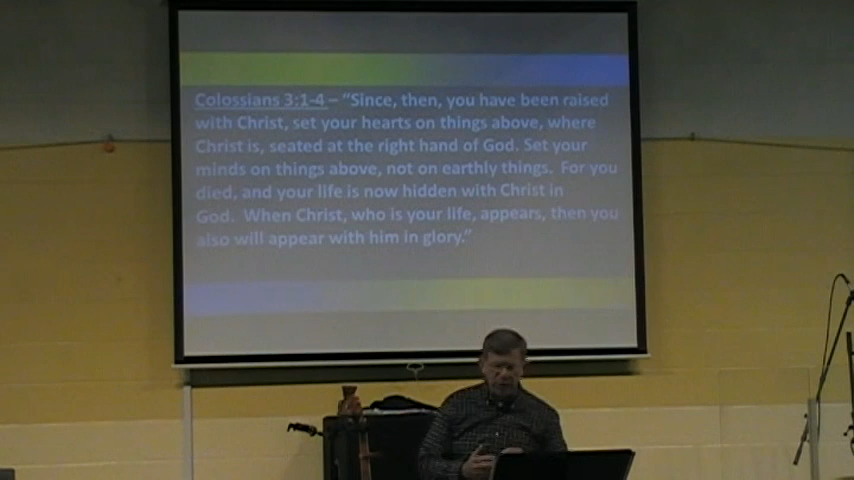 Colossians 3:1-4 – “Since, then, you have been raised
with Christ, set your hearts on things above, where
Christ is, seated at the right hand of God. Set your
minds on things above, not on earthly things.  For you
died, and your life is now hidden with Christ in
God.  When Christ, who is your life, appears, then you
also will appear with him in glory.”